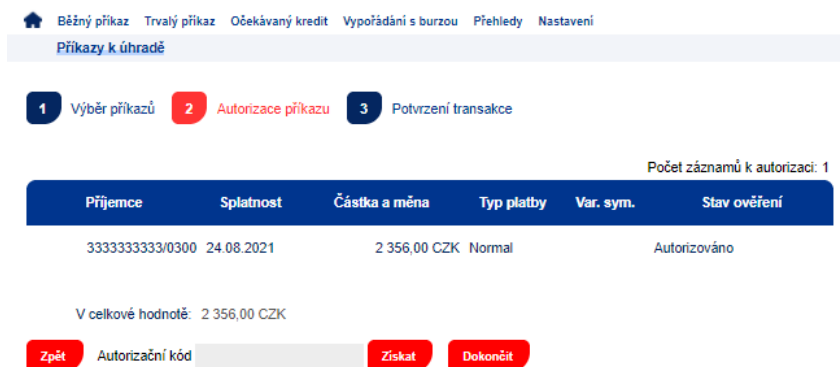 Běžný příkaz Trvalý příkaz Očekávaný kredit Vypořádání s burzou Přehledy Nastavení
Příkazy k úhradě
1 Výběr příkazů 2 Autorizace příkazu 3 Potvrzení transakce
Počet záznamů k autorizaci: 1
Příjemce Splatnost Částka a měna Typ platby Var. sym. Stav ověření
3333333333/0300 24.08.2021 2 356,00 CZK Normal Autorizováno
V celkové hodnotě: 2 356,00 CZK
Zpět Autorizační kód Získat Dokončit